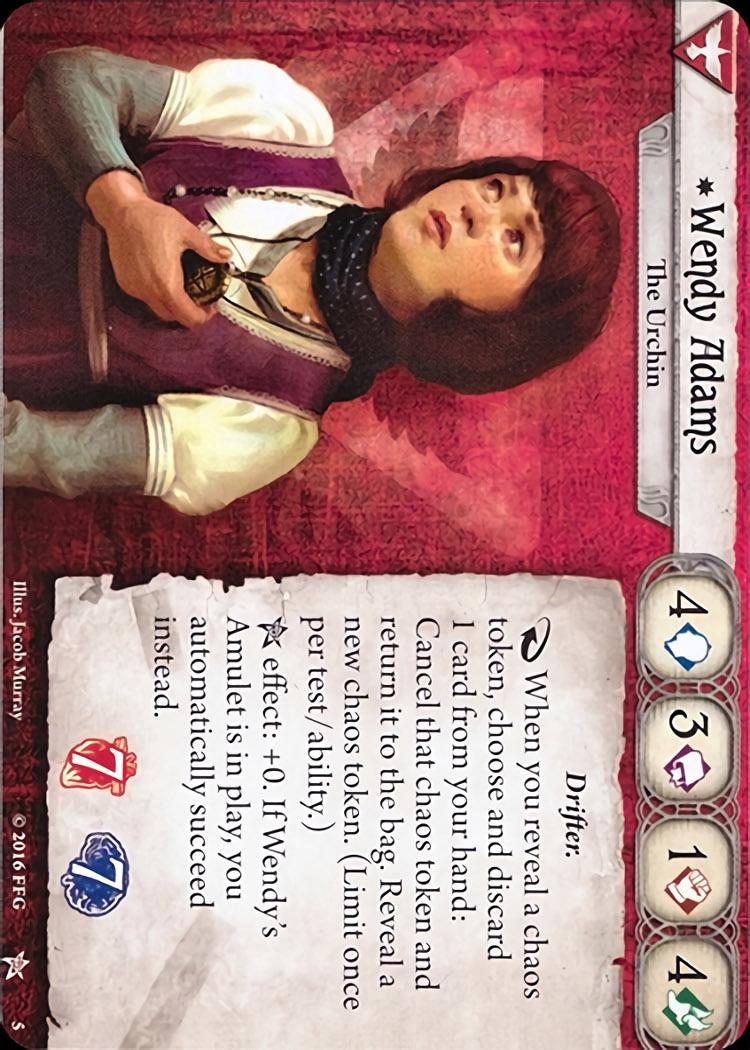 Wendy Adams
The Urchin
4 3 1 4
Drifter.
When you reveal a chaos
token, choose and discard
1 card from your hand:
Cancel that chaos token and
return it to the bag. Reveal a
new chaos token. (Limit once
per test/ability.)
effect: +0. If Wendy's
Amulet is in play, you
automatically succeed
instead.
7 7
Illus. Jacob Murray
© 2016 FFG
5